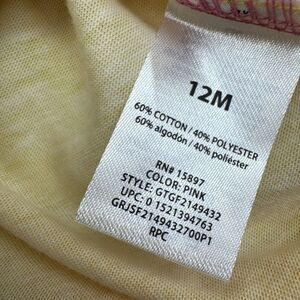 12M
60% COTTON / 40% POLYESTER
60% algodón / 40% poliéster
RN# 15897
COLOR: PINK
STYLE: GTGF2149432
UPC: 0 1521394763
GRJSF2149432700P1
RPC